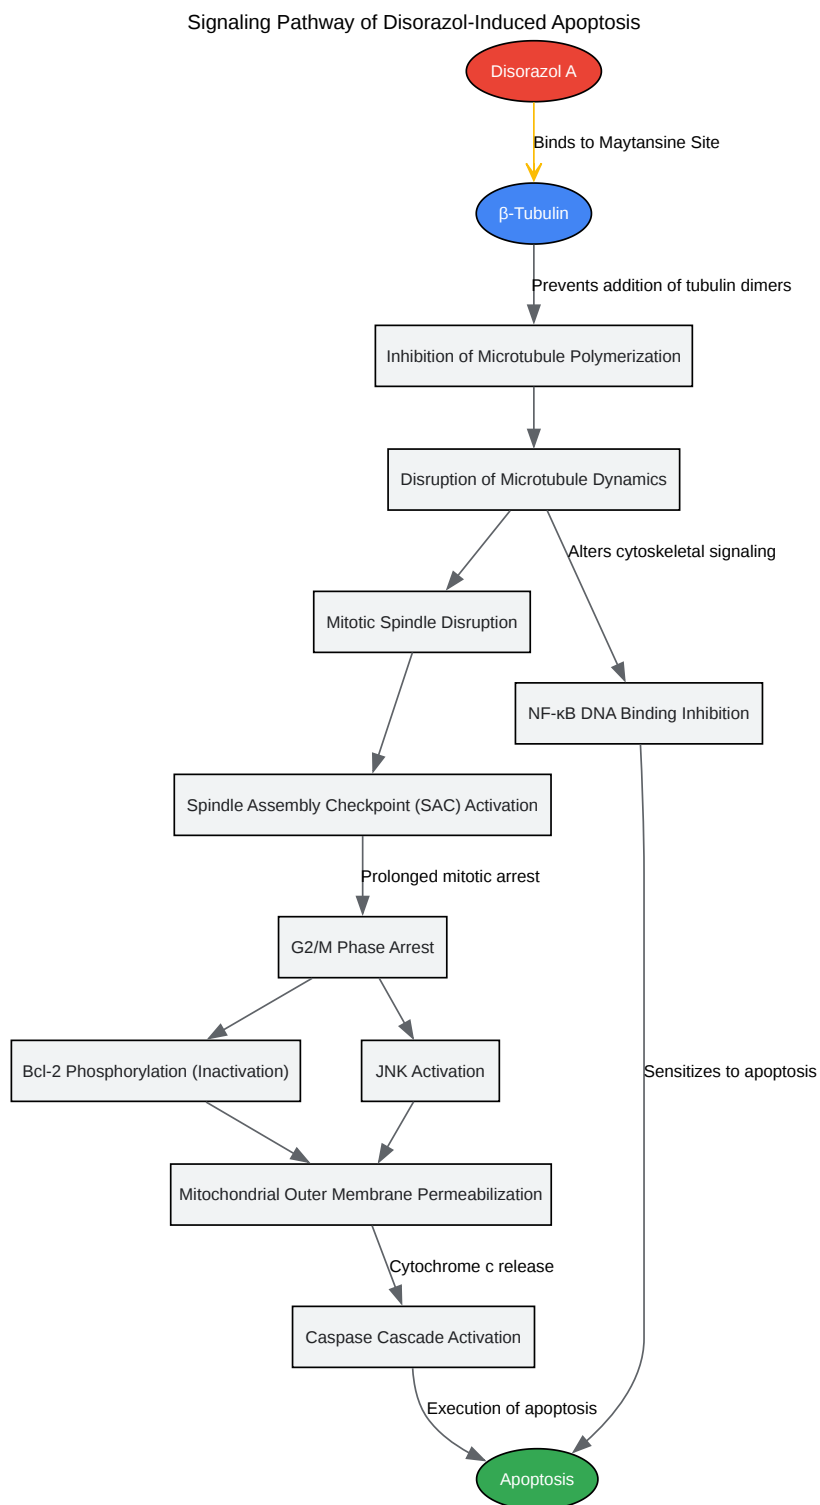 Signaling Pathway of Disorazol-Induced Apoptosis
Disorazol A
Binds to Maytansine Site
β-Tubulin
Prevents addition of tubulin dimers
Inhibition of Microtubule Polymerization
Disruption of Microtubule Dynamics
Alters cytoskeletal signaling
Mitotic Spindle Disruption
NF-κB DNA Binding Inhibition
Spindle Assembly Checkpoint (SAC) Activation
Prolonged mitotic arrest
G2/M Phase Arrest
Bcl-2 Phosphorylation (Inactivation)
JNK Activation
Sensitizes to apoptosis
Mitochondrial Outer Membrane Permeabilization
Cytochrome c release
Caspase Cascade Activation
Execution of apoptosis
Apoptosis